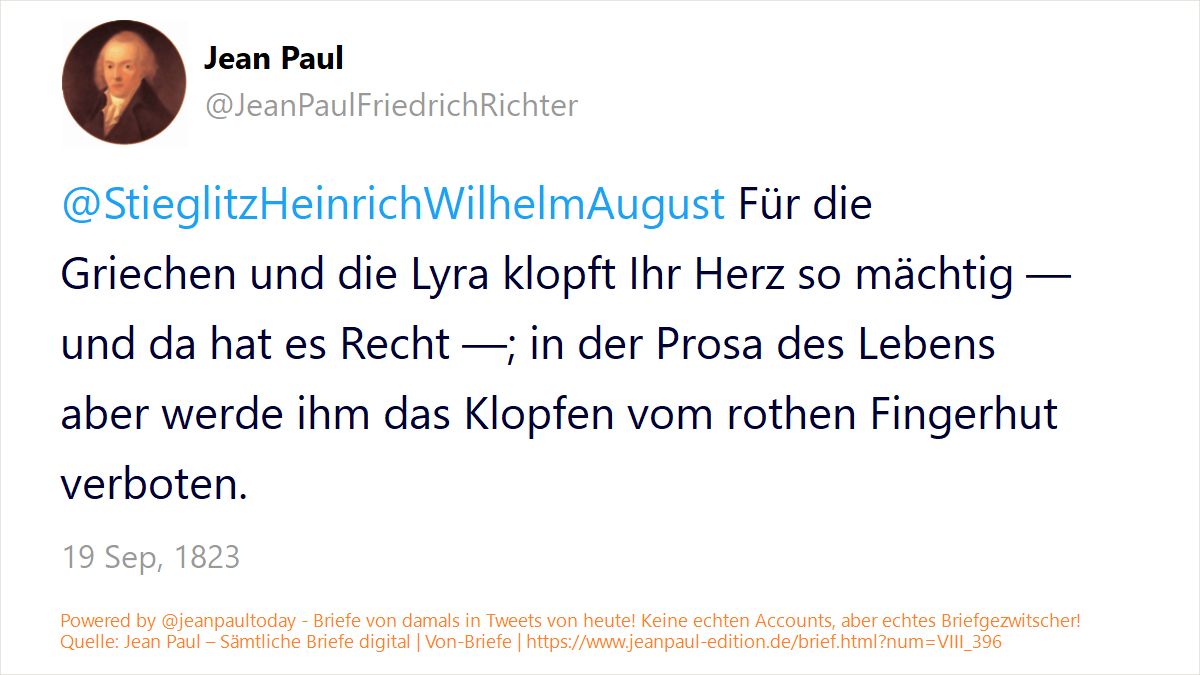 Jean Paul
@JeanPaulFriedrichRichter
@StieglitzHeinrichWilhelmAugust Für die
Griechen und die Lyra klopft Ihr Herz so mächtig —
und da hat es Recht —; in der Prosa des Lebens
aber werde ihm das Klopfen vom rothen Fingerhut
verboten.
19 Sep, 1823
Powered by @jeanpaultoday - Briefe von damals in Tweets von heute! Keine echten Accounts, aber echtes Briefgezwitscher!
Quelle: Jean Paul – Sämtliche Briefe digital | Von-Briefe | https://www.jeanpaul-edition.de/brief.html?num=VIII_396